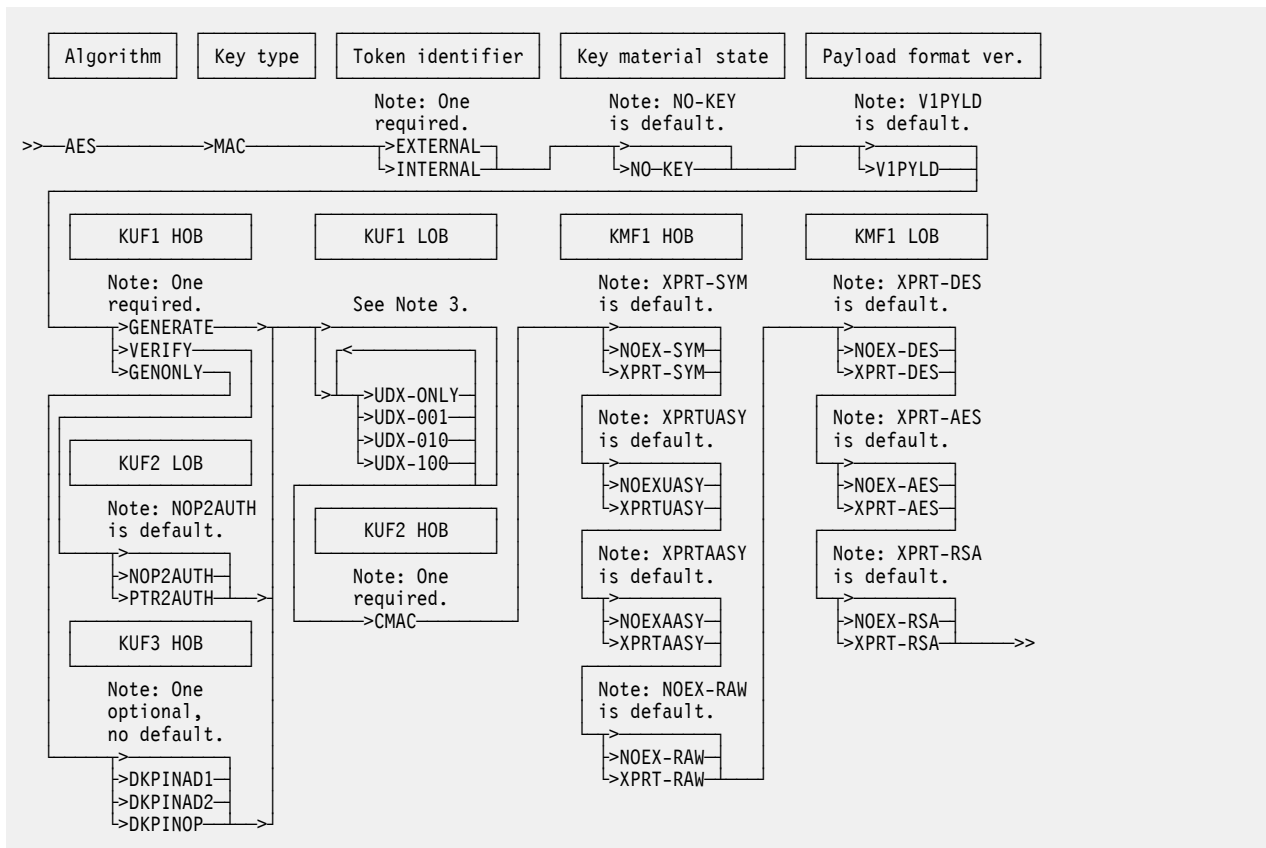 Algorithm Key type Token identifier Key material state Payload format ver.
Note: One Note: NO-KEY Note: V1PYLD
required. is default. is default.
>>—AES >MAC >EXTERNAL > >
>INTERNAL >NO-KEY >V1PYLD
KUF1 HOB KUF1 LOB KMF1 HOB KMF1 LOB
Note: One Note: XPRT-SYM Note: XPRT-DES
required. See Note 3. is default. is default.
>GENERATE > > > >
>VERIFY < >NOEX-SYM >NOEX-DES
>GENONLY >XPRT-SYM >XPRT-DES
> >UDX-ONLY
>UDX-001 Note: XPRTUASY Note: XPRT-AES
>UDX-010 is default. is default.
KUF2 LOB >UDX-100 > >
>NOEXUASY >NOEX-AES
Note: NOP2AUTH >XPRTUASY >XPRT-AES
is default. KUF2 HOB
> Note: XPRTAASY Note: XPRT-RSA
>NOP2AUTH Note: One is default. is default.
>PTR2AUTH > required. > >
>CMAC >NOEXAASY >NOEX-RSA
KUF3 HOB >XPRTAASY >XPRT-RSA >>
Note: One Note: NOEX-RAW
optional, is default.
no default. >
> >NOEX-RAW
>DKPINAD1 >XPRT-RAW
>DKPINAD2
>DKPINOP >